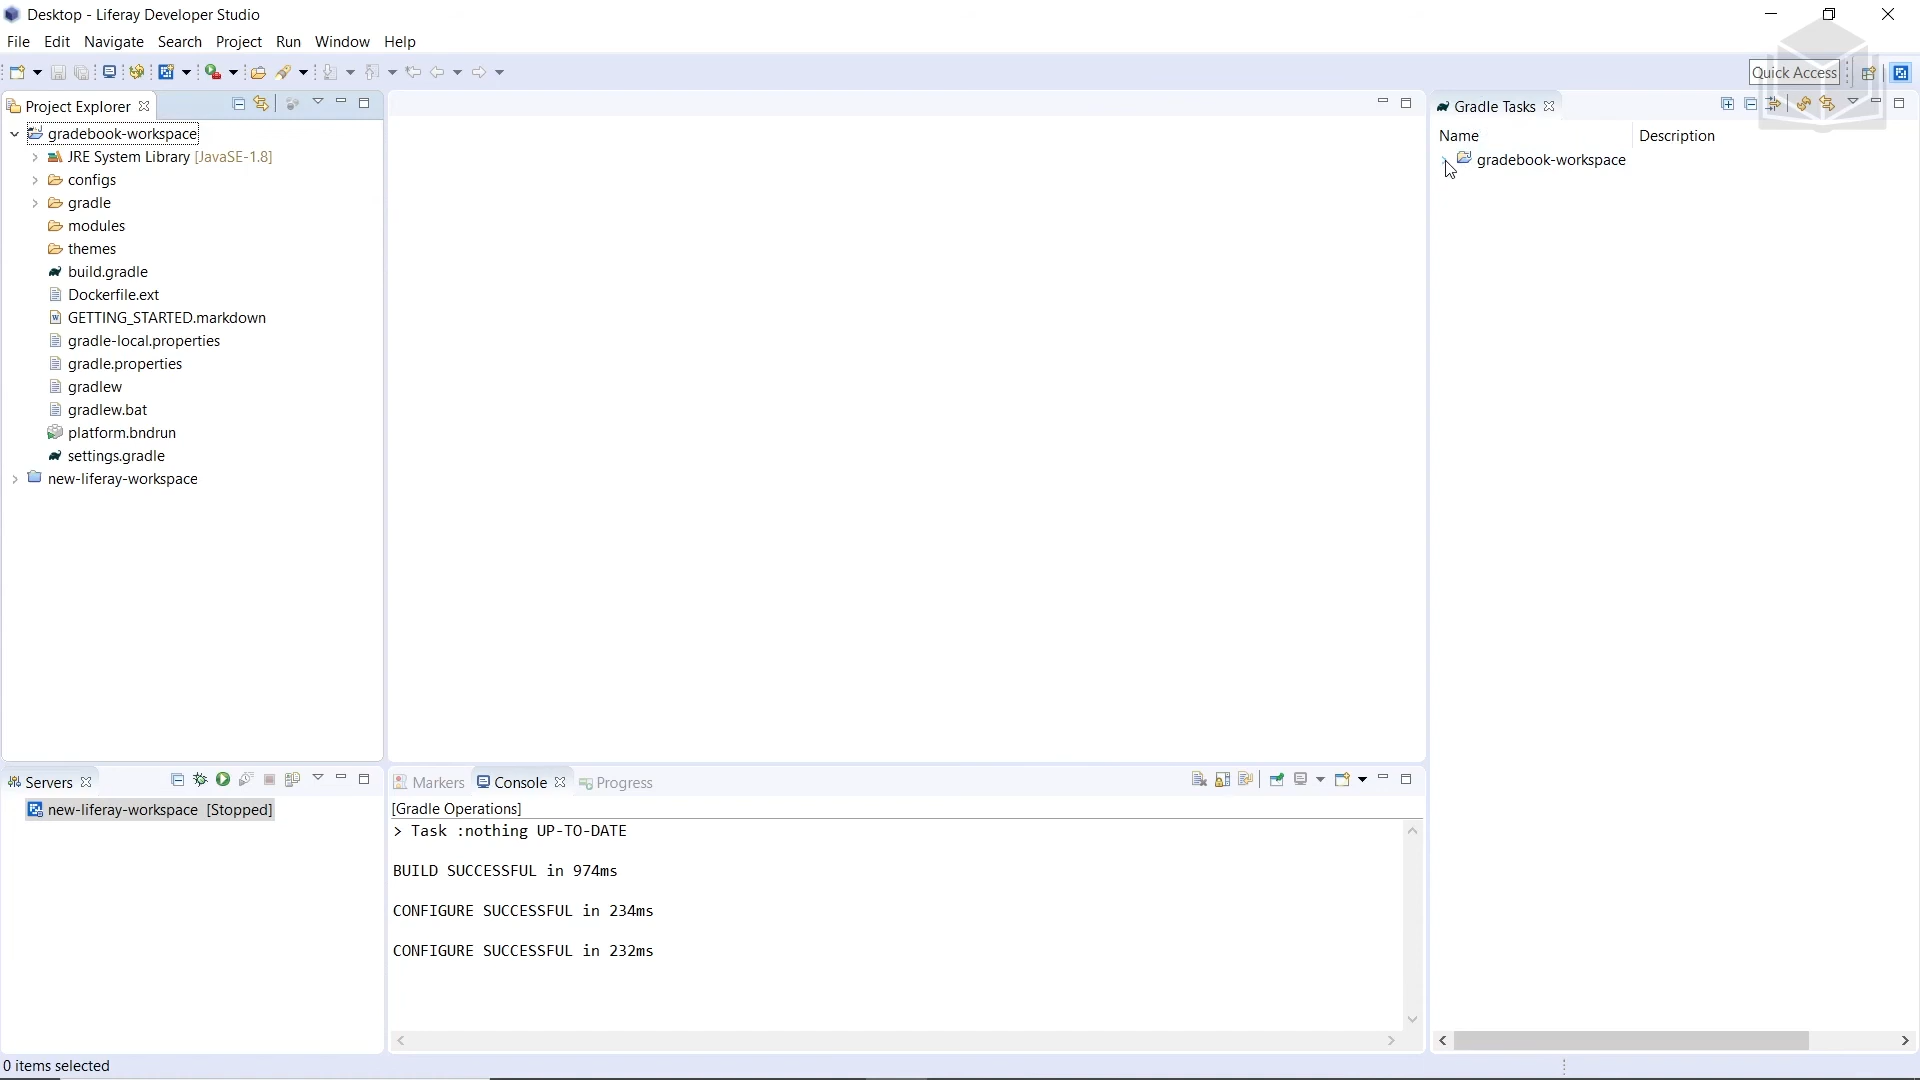 Desktop - Liferay Developer Studio
File Edit Navigate Search Project Run Window Help
Quick Access
Project Explorer
gradebook-workspace
JRE System Library [JavaSE-1.8]
configs
gradle
modules
themes
build.gradle
Dockerfile.ext
GETTING_STARTED.markdown
gradle-local.properties
gradle.properties
gradlew
gradlew.bat
platform.bndrun
settings.gradle
new-liferay-workspace
Gradle Tasks
Name Description
gradebook-workspace
Servers
new-liferay-workspace [Stopped]
Markers Console Progress
[Gradle Operations]
> Task :nothing UP-TO-DATE
BUILD SUCCESSFUL in 974ms
CONFIGURE SUCCESSFUL in 234ms
CONFIGURE SUCCESSFUL in 232ms
0 items selected